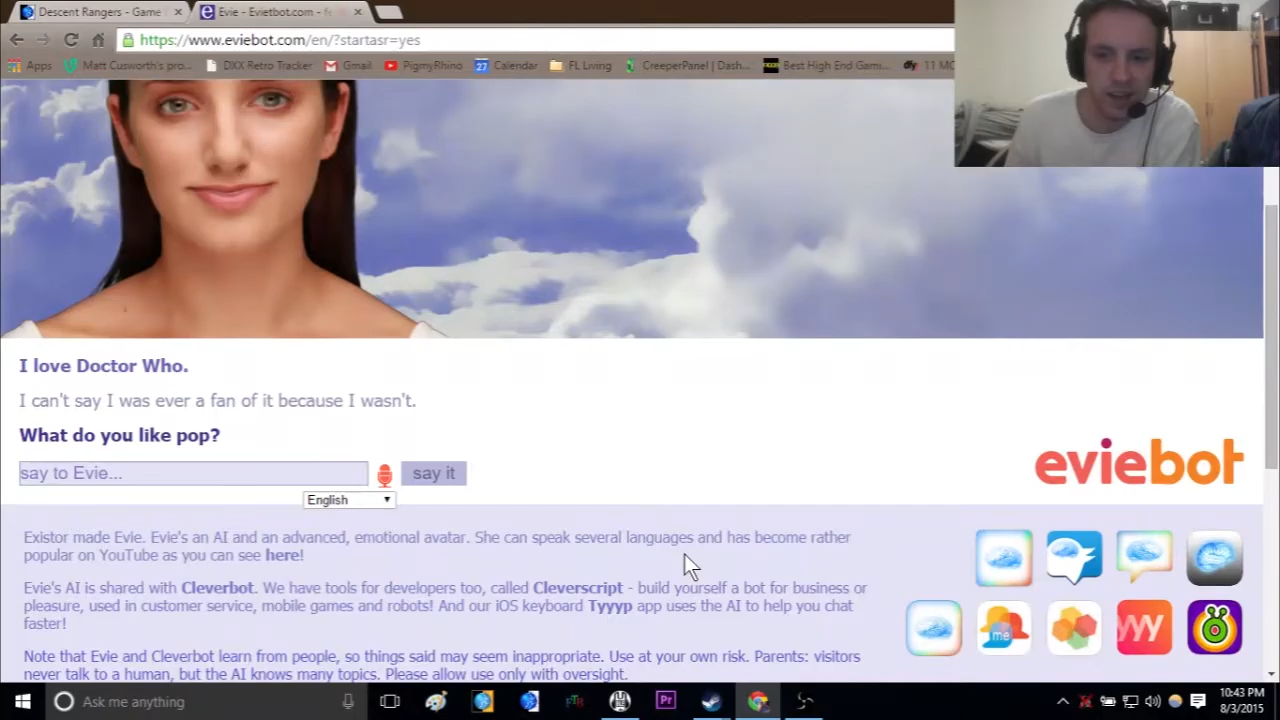 Descent Rangers - Game
Evie - Eviebot.com - fe
https://www.eviebot.com/en/?startasr=yes
Apps
Matt Cusworth's pro...
DXX Retro Tracker
Gmail
PigmyRhino
27 Calendar
FL Living
CreeperPanel | Dash...
Best High End Gami...
11 MO
I love Doctor Who.
I can't say I was ever a fan of it because I wasn't.
What do you like pop?
say to Evie...
say it
English
eviebot
Existor made Evie. Evie's an AI and an advanced, emotional avatar. She can speak several languages and has become rather
popular on YouTube as you can see here!
Evie's AI is shared with Cleverbot. We have tools for developers too, called Cleverscript - build yourself a bot for business or
pleasure, used in customer service, mobile games and robots! And our iOS keyboard Tyyyp app uses the AI to help you chat
faster!
me
yyy
Note that Evie and Cleverbot learn from people, so things said may seem inappropriate. Use at your own risk. Parents: visitors
never talk to a human, but the AI knows many topics. Please allow use only with oversight.
Ask me anything
Pr
10:43 PM
8/3/2015